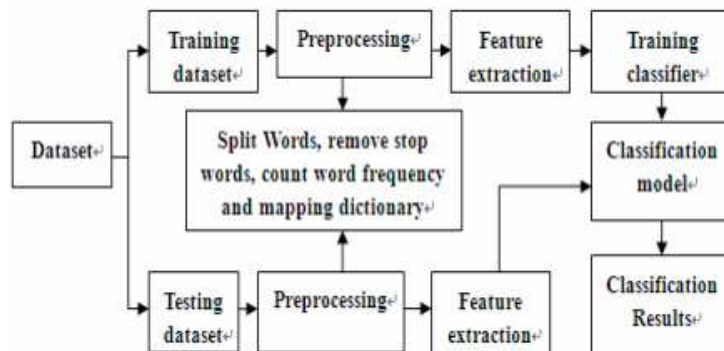 Training
dataset
Preprocessing
Feature
extraction
Training
classifier
Dataset
Split Words, remove stop
words, count word frequency
and mapping dictionary
Classification
model
Testing
dataset
Preprocessing
Feature
extraction
Classification
Results